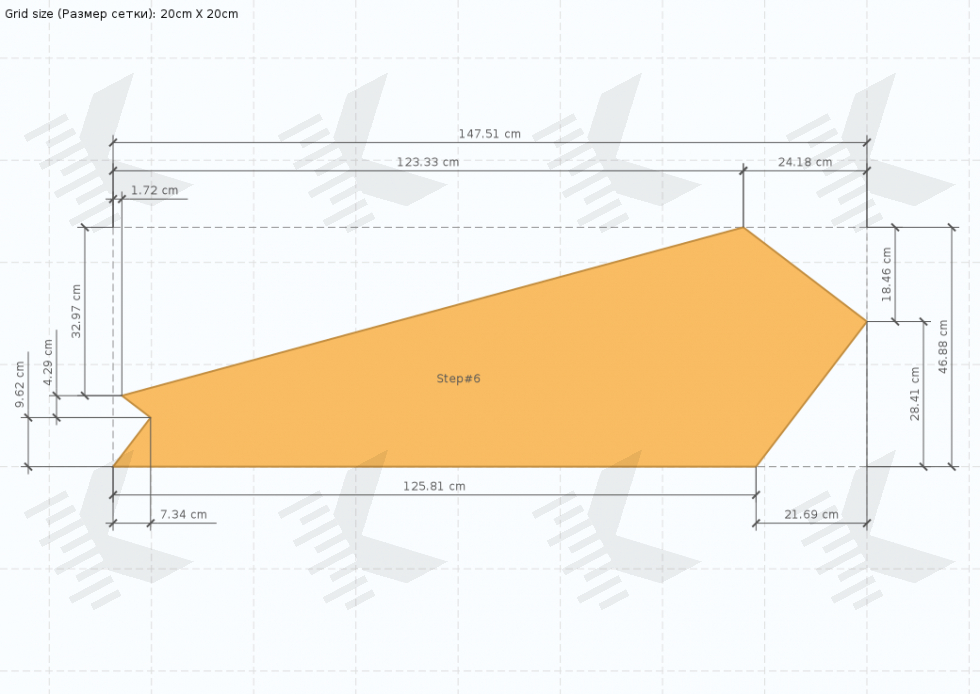 Grid size (Размер сетки): 20cm X 20cm
147.51 cm
123.33 cm
24.18 cm
1.72 cm
32.97 cm
4.29 cm
9.62 cm
18.46 cm
46.88 cm
28.41 cm
Step#6
125.81 cm
7.34 cm
21.69 cm